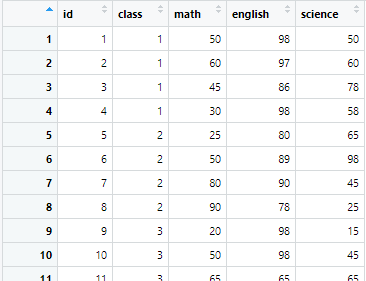 id class math english science
1 1 1 50 98 50
2 2 1 60 97 60
3 3 1 45 86 78
4 4 1 30 98 58
5 5 2 25 80 65
6 6 2 50 89 98
7 7 2 80 90 45
8 8 2 90 78 25
9 9 3 20 98 15
10 10 3 50 98 45
11 11 3 65 65 65